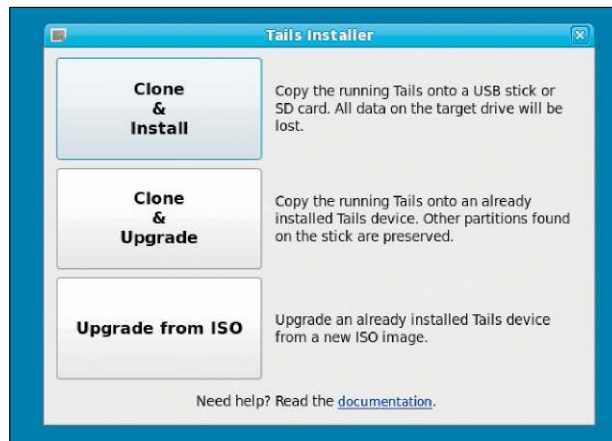 Tails Installer
Clone
&
Install
Copy the running Tails onto a USB stick or
SD card. All data on the target drive will be
lost.
Clone
&
Upgrade
Copy the running Tails onto an already
installed Tails device. Other partitions found
on the stick are preserved.
Upgrade from ISO
Upgrade an already installed Tails device
from a new ISO image.
Need help? Read the documentation.